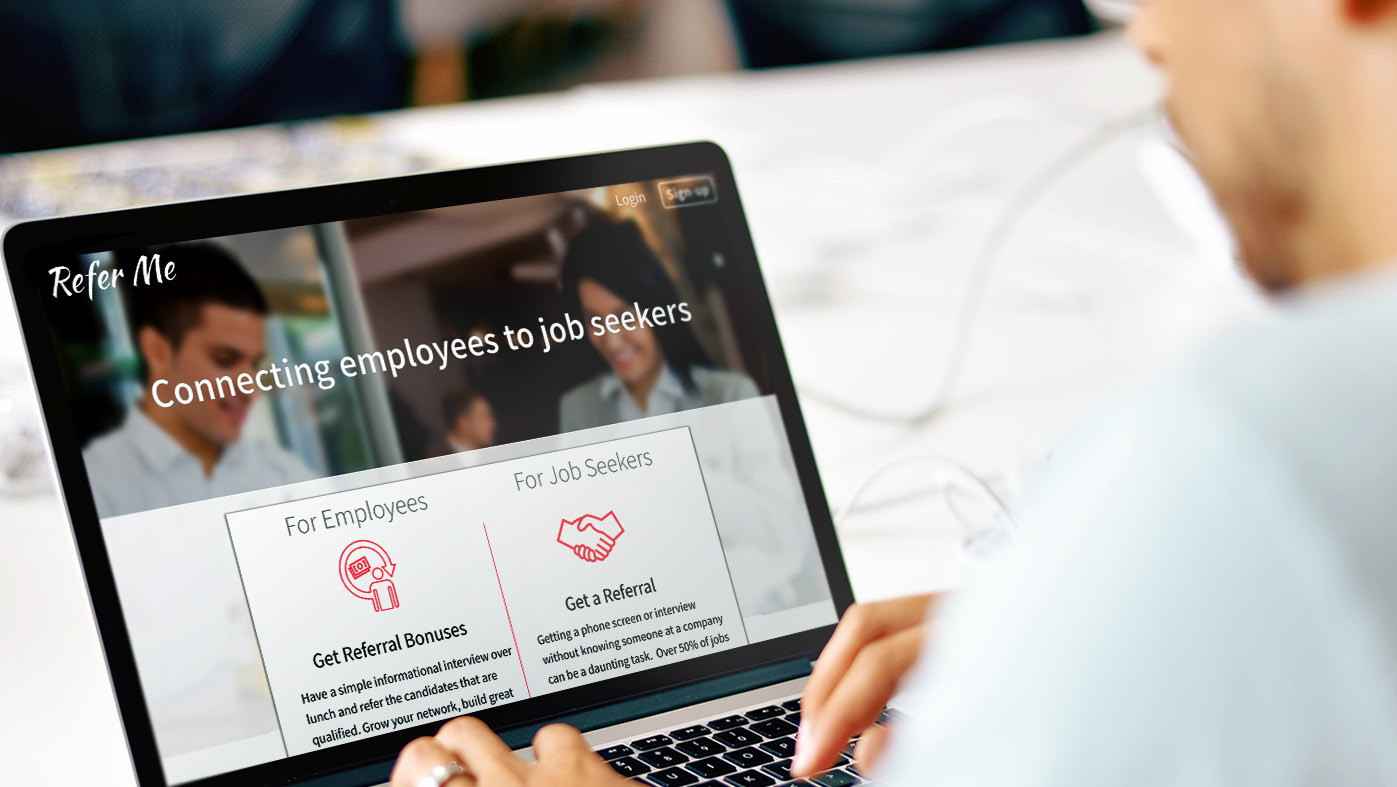 Login Sign-up
Refer Me
Connecting employees to job seekers
For Employees
Get Referral Bonuses
Have a simple informational interview over
lunch and refer the candidates that are
qualified. Grow your network, build great
For Job Seekers
Get a Referral
Getting a phone screen or interview
without knowing someone at a company
can be a daunting task. Over 50% of jobs